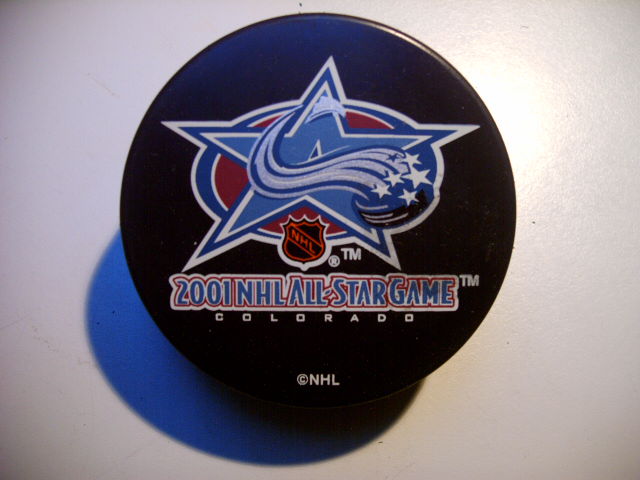 NHL
® TM
2001 NHL ALL-STAR GAME TM
COLORADO
©NHL